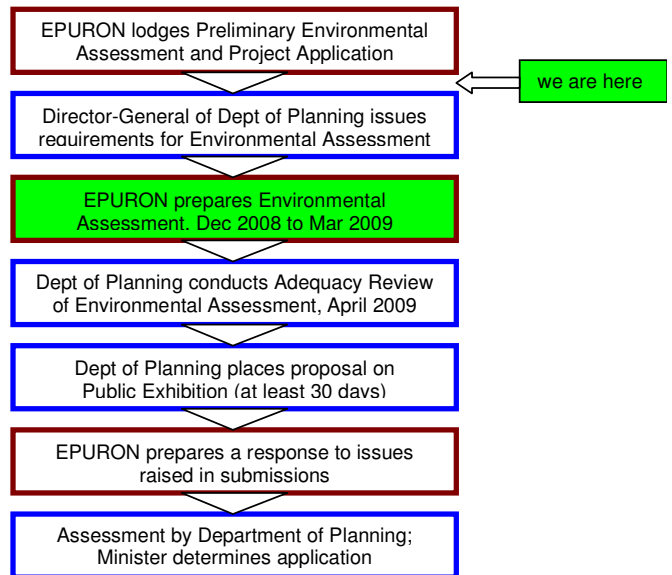 EPURON lodges Preliminary Environmental
Assessment and Project Application
we are here
Director-General of Dept of Planning issues
requirements for Environmental Assessment
EPURON prepares Environmental
Assessment. Dec 2008 to Mar 2009
Dept of Planning conducts Adequacy Review
of Environmental Assessment, April 2009
Dept of Planning places proposal on
Public Exhibition (at least 30 days)
EPURON prepares a response to issues
raised in submissions
Assessment by Department of Planning;
Minister determines application